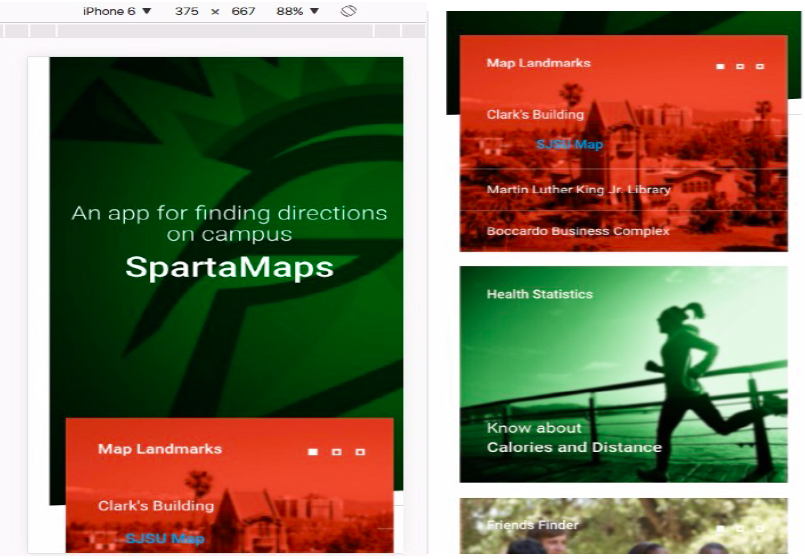 iPhone 6 ▼ 375 × 667 88% ▼
An app for finding directions
on campus
SpartaMaps
Map Landmarks
Clark's Building
SJSU Map
Map Landmarks
Clark's Building
SJSU Map
Martin Luther King Jr. Library
Boccardo Business Complex
Health Statistics
Know about
Calories and Distance
Friends Finder